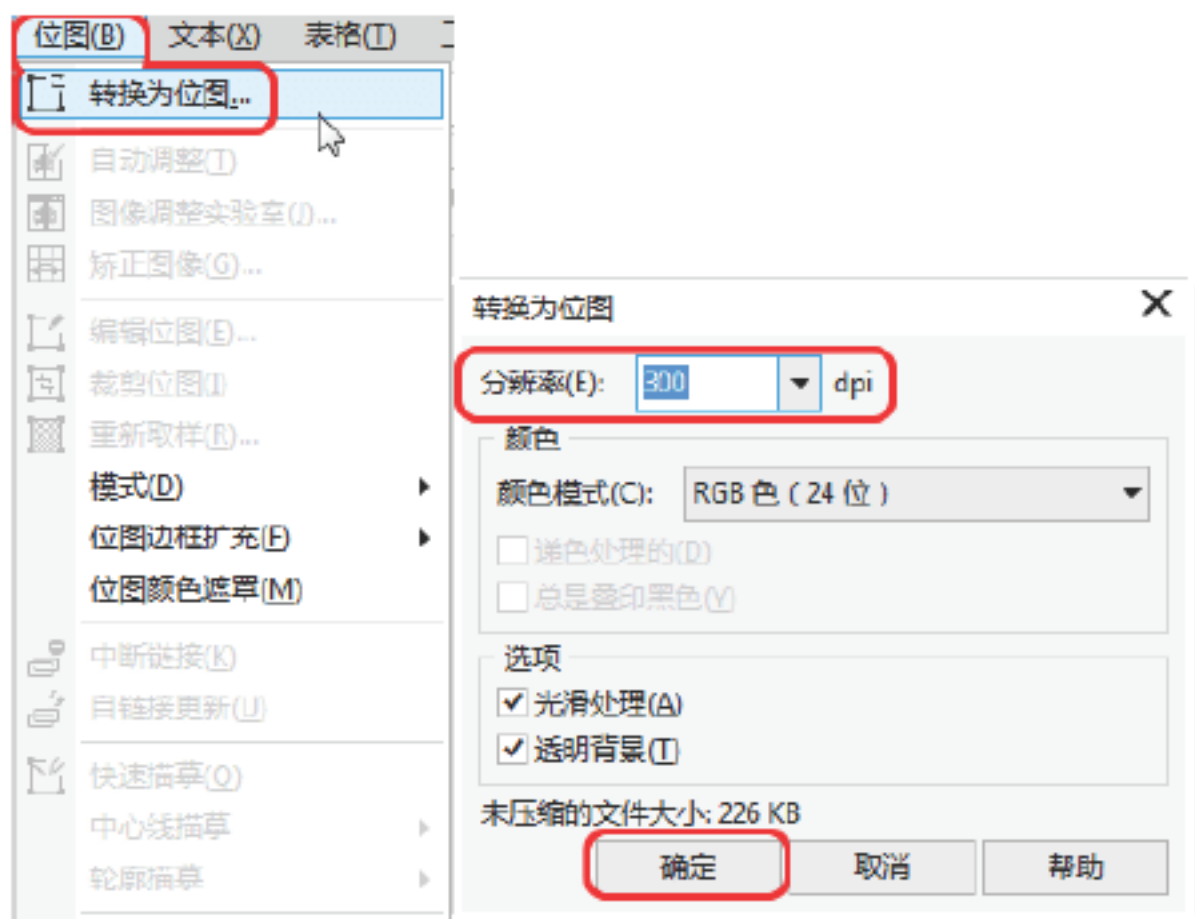 位图(B) 文本(X) 表格(T)
转换为位图...
自动调整(T)
图像调整实验室(J)...
矫正图像(G)...
编辑位图(E)...
裁剪位图(I)
重新取样(R)...
模式(D)
位图边框扩充(F)
位图颜色遮罩(M)
中断链接(K)
自链接更新(U)
快速描摹(Q)
中心线描摹
轮廓描摹
转换为位图
分辨率(E): 300 dpi
颜色
颜色模式(C): RGB 色 ( 24 位 )
递色处理的(D)
总是叠印黑色(Y)
选项
光滑处理(A)
透明背景(T)
未压缩的文件大小: 226 KB
确定 取消 帮助